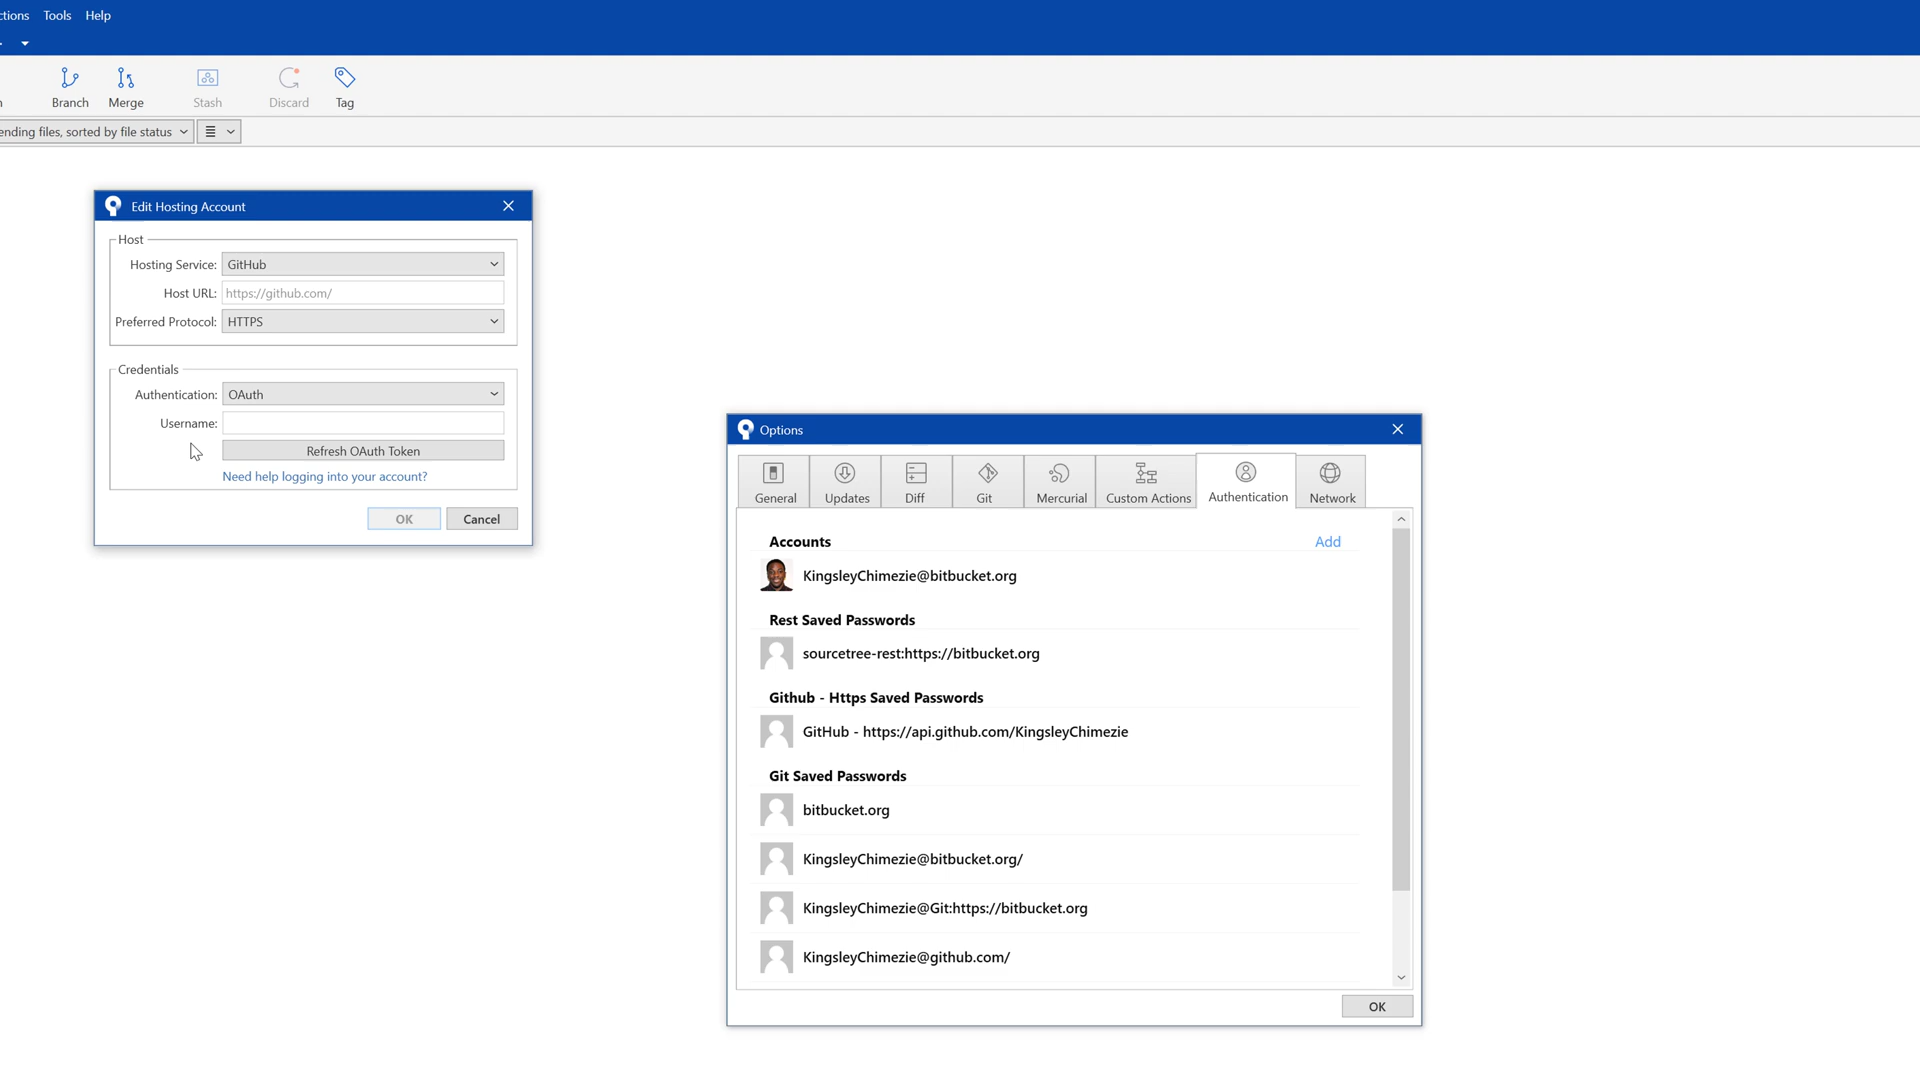 ctions Tools Help
Branch Merge Stash Discard Tag
ending files, sorted by file status
Edit Hosting Account
Host
Hosting Service: GitHub
Host URL: https://github.com/
Preferred Protocol: HTTPS
Credentials
Authentication: OAuth
Username:
Refresh OAuth Token
Need help logging into your account?
OK Cancel
Options
General Updates Diff Git Mercurial Custom Actions Authentication Network
Accounts Add
KingsleyChimezie@bitbucket.org
Rest Saved Passwords
sourcetree-rest:https://bitbucket.org
Github - Https Saved Passwords
GitHub - https://api.github.com/KingsleyChimezie
Git Saved Passwords
bitbucket.org
KingsleyChimezie@bitbucket.org/
KingsleyChimezie@Git:https://bitbucket.org
KingsleyChimezie@github.com/
OK